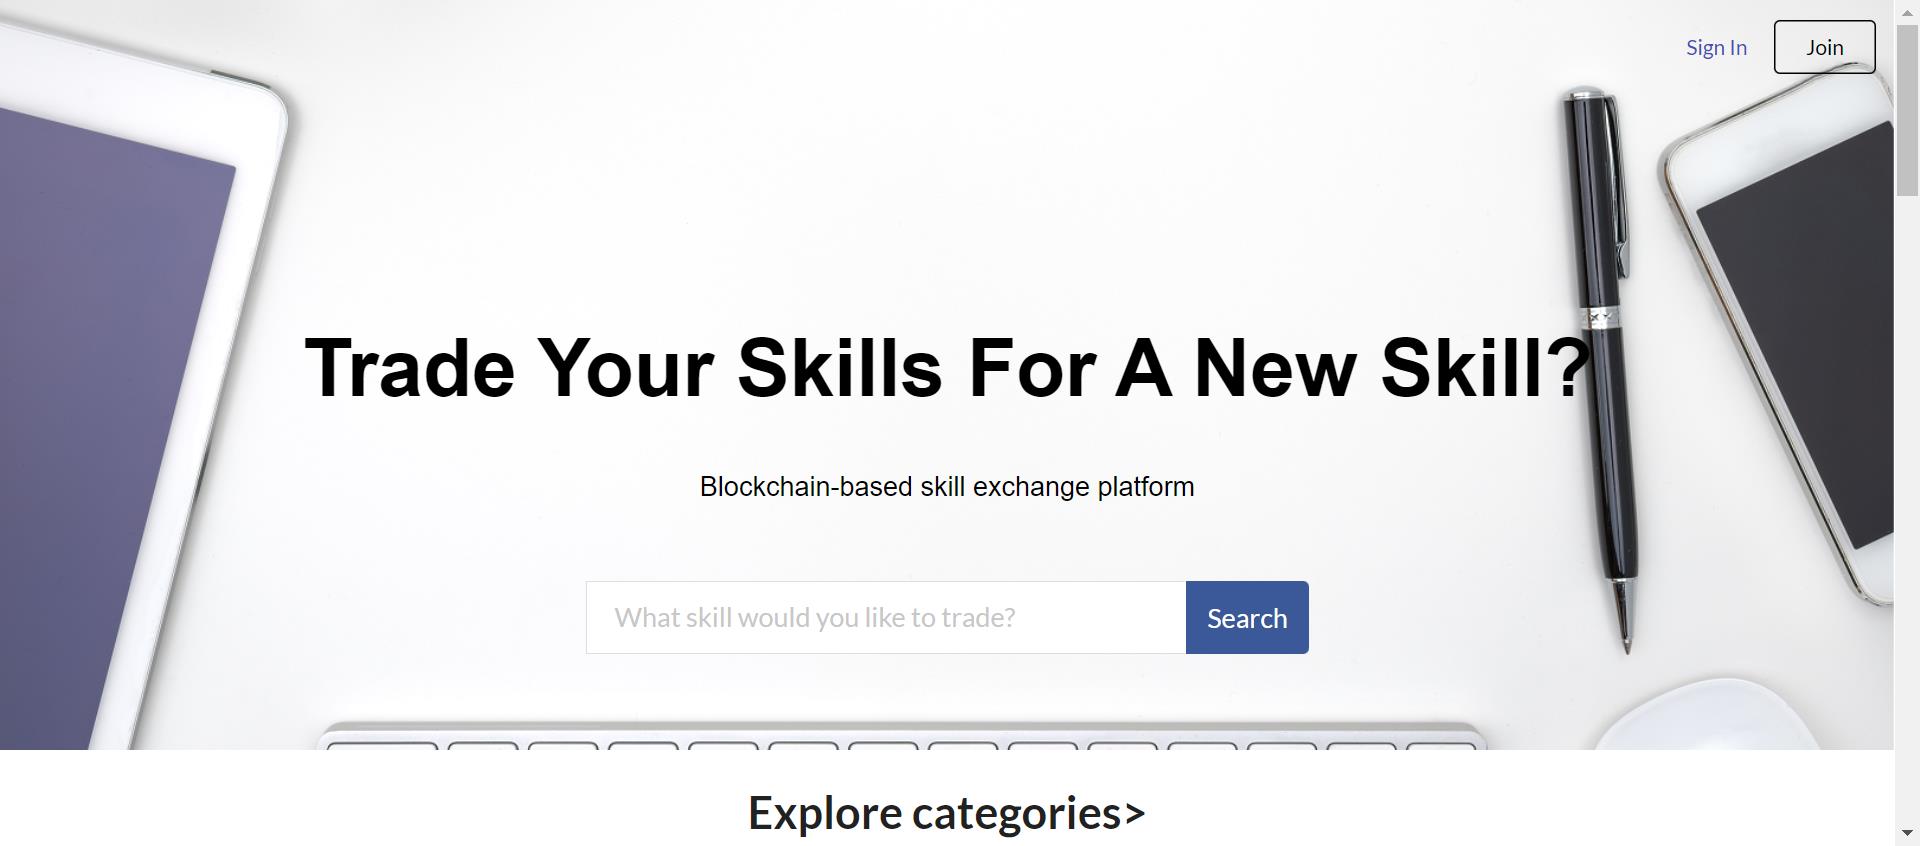 Sign In
Join
Trade Your Skills For A New Skill?
Blockchain-based skill exchange platform
What skill would you like to trade?
Search
Explore categories>